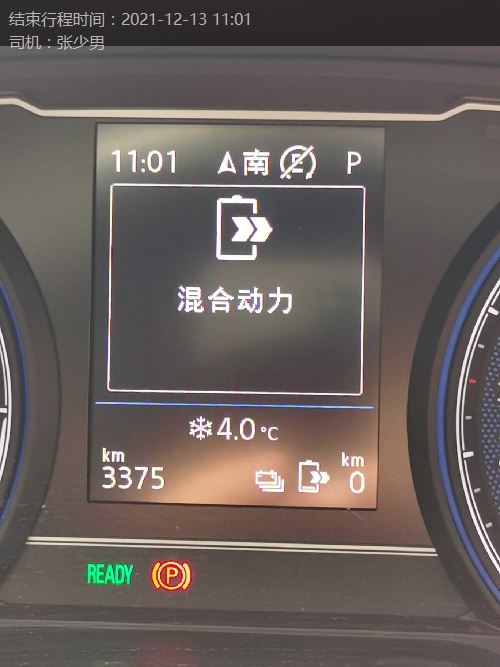 结束行程时间：2021-12-13 11:01
司机：张少男
11:01 南 E P
混合动力
4.0°C
km km
3375 0
READY P